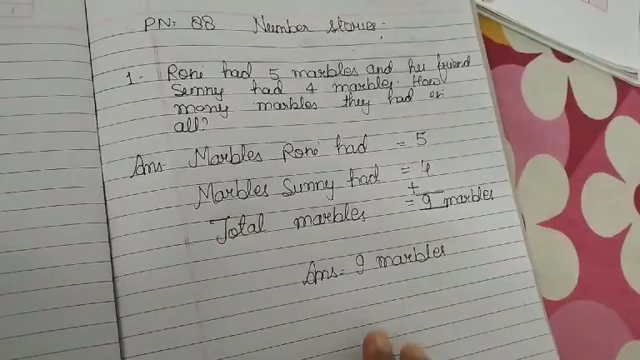 PN: 88 Number stories:
1. Roni had 5 marbles and her friend
Sunny had 4 marbles. How
many marbles they had in
all?
Ans Marbles Roni had = 5
Marbles Sunny had = 4
+
Total marbles = 9 marbles
Ans = 9 marbles